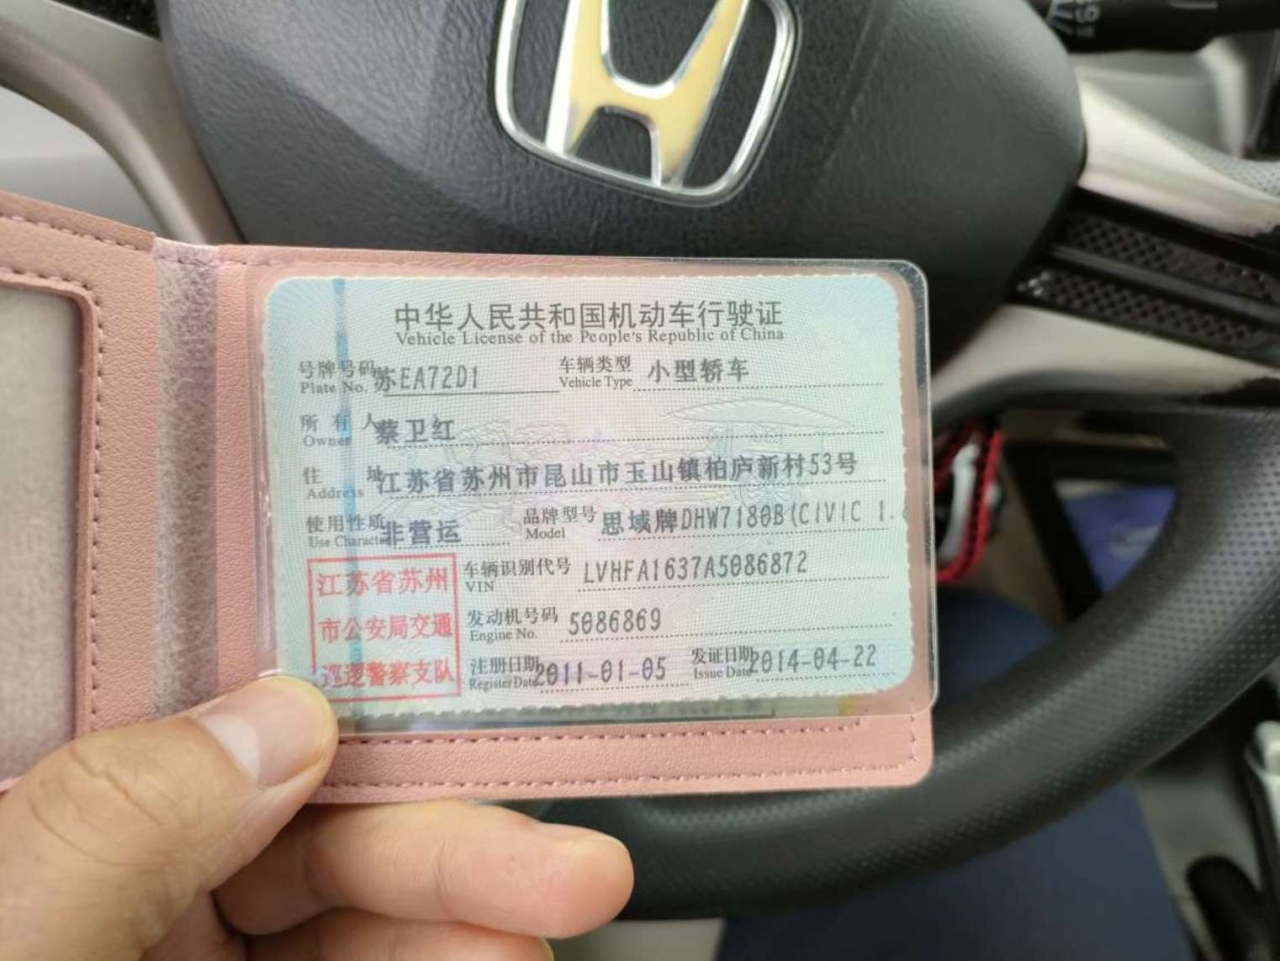 中华人民共和国机动车行驶证
Vehicle License of the People's Republic of China
号牌号码 苏EA72D1 车辆类型 小型轿车
Plate No. Vehicle Type
所有人 蔡卫红
Owner
住址 江苏省苏州市昆山市玉山镇柏庐新村53号
Address
使用性质 非营运 品牌型号 思域牌DHW7180B(CIVIC 1.
Use Character Model
江苏省苏州
市公安局交通
巡逻警察支队
车辆识别代号 LVHFA1637A5086872
VIN
发动机号码 5086869
Engine No.
注册日期 2011-01-05 发证日期 2014-04-22
Register Date Issue Date